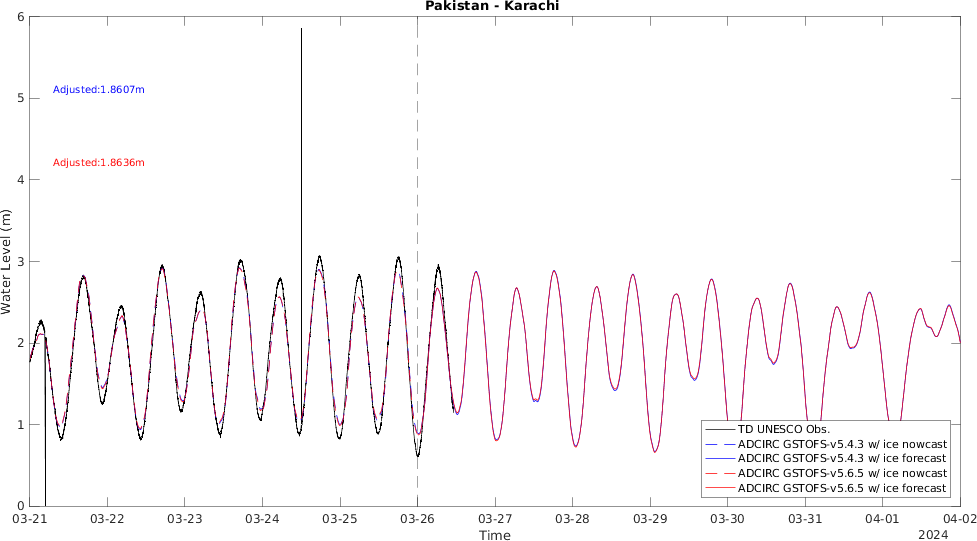 Pakistan - Karachi
6
5
4
3
2
1
0
Water Level (m)
Adjusted:1.8607m
Adjusted:1.8636m
TD UNESCO Obs.
ADCIRC GSTOFS-v5.4.3 w/ ice nowcast
ADCIRC GSTOFS-v5.4.3 w/ ice forecast
ADCIRC GSTOFS-v5.6.5 w/ ice nowcast
ADCIRC GSTOFS-v5.6.5 w/ ice forecast
03-21 03-22 03-23 03-24 03-25 03-26 03-27 03-28 03-29 03-30 03-31 04-01 04-02
Time
2024